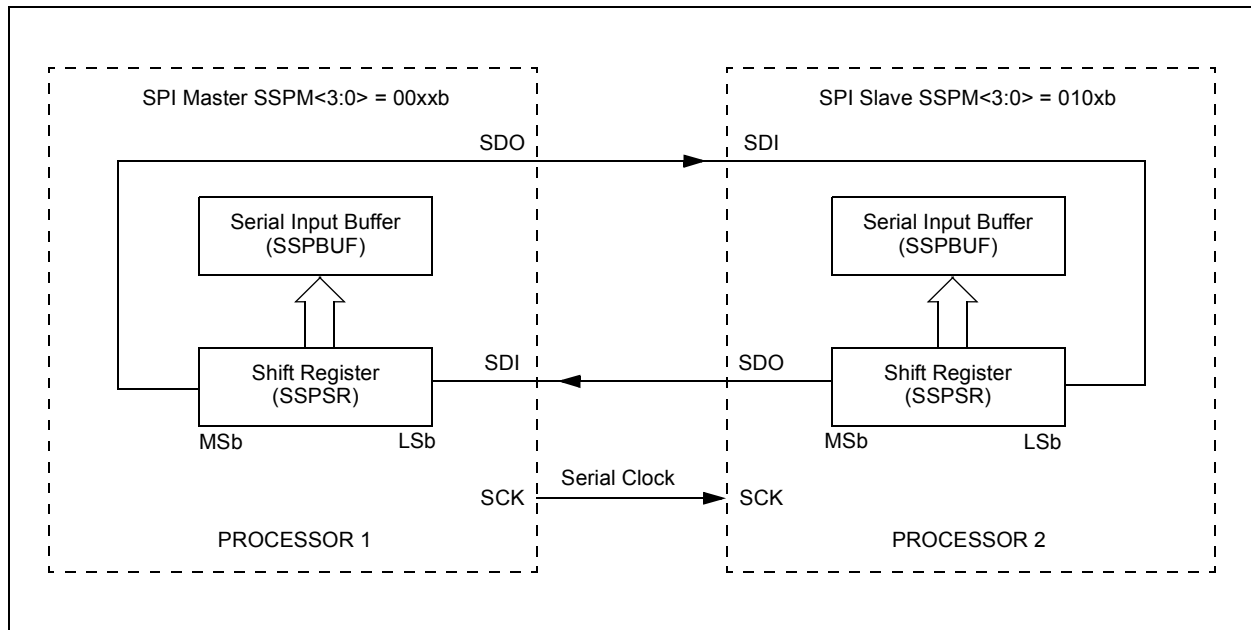 SPI Master SSPM<3:0> = 00xxb
SPI Slave SSPM<3:0> = 010xb
SDO
SDI
Serial Input Buffer
(SSPBUF)
Serial Input Buffer
(SSPBUF)
SDI
SDO
Shift Register
(SSPSR)
Shift Register
(SSPSR)
MSb
LSb
MSb
LSb
Serial Clock
SCK
SCK
PROCESSOR 1
PROCESSOR 2